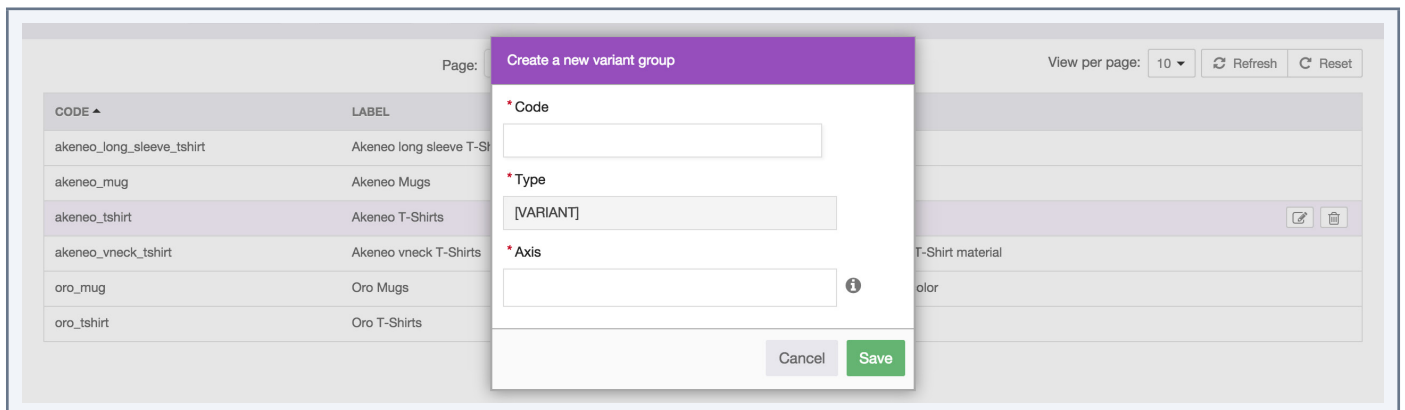 Page:
Create a new variant group
View per page: 10 Refresh Reset
CODE LABEL
* Code
akeneo_long_sleeve_tshirt Akeneo long sleeve T-Sh
akeneo_mug Akeneo Mugs
* Type
akeneo_tshirt Akeneo T-Shirts
[VARIANT]
akeneo_vneck_tshirt Akeneo vneck T-Shirts
* Axis
T-Shirt material
oro_mug Oro Mugs
olor
oro_tshirt Oro T-Shirts
Cancel Save